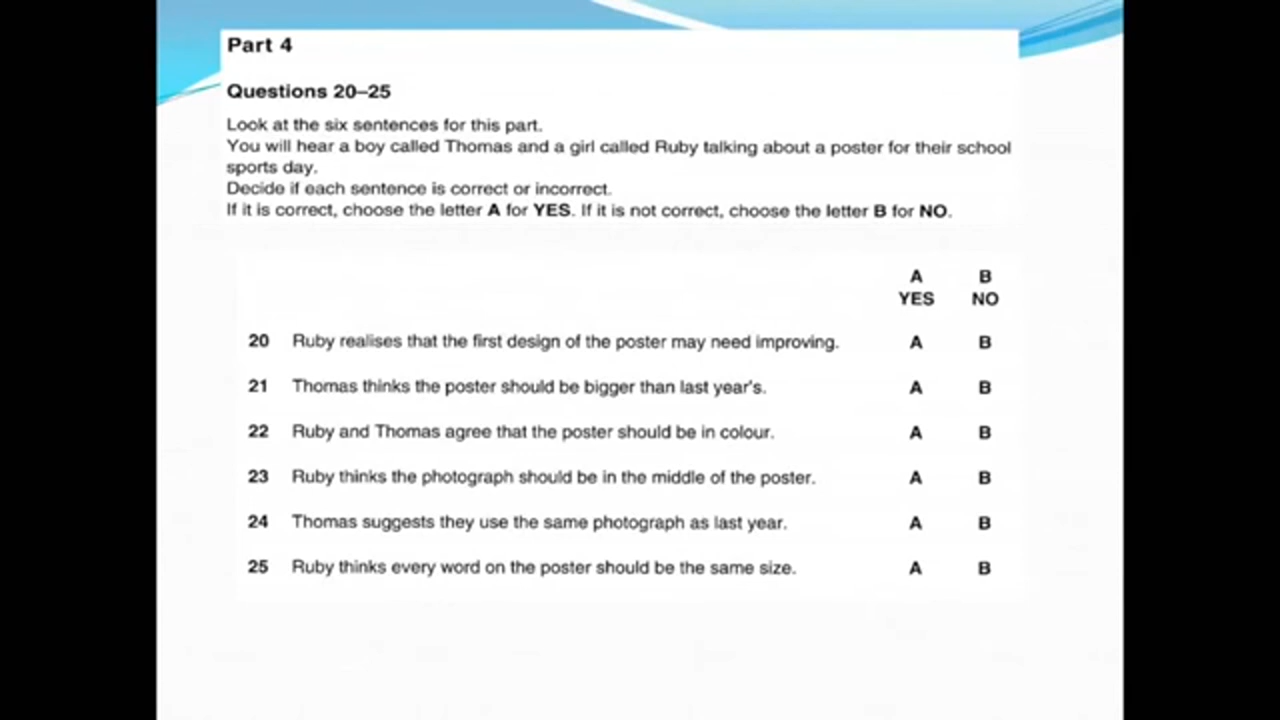 Part 4
Questions 20–25
Look at the six sentences for this part.
You will hear a boy called Thomas and a girl called Ruby talking about a poster for their school
sports day.
Decide if each sentence is correct or incorrect.
If it is correct, choose the letter A for YES. If it is not correct, choose the letter B for NO.
A B
YES NO
20 Ruby realises that the first design of the poster may need improving. A B
21 Thomas thinks the poster should be bigger than last year's. A B
22 Ruby and Thomas agree that the poster should be in colour. A B
23 Ruby thinks the photograph should be in the middle of the poster. A B
24 Thomas suggests they use the same photograph as last year. A B
25 Ruby thinks every word on the poster should be the same size. A B